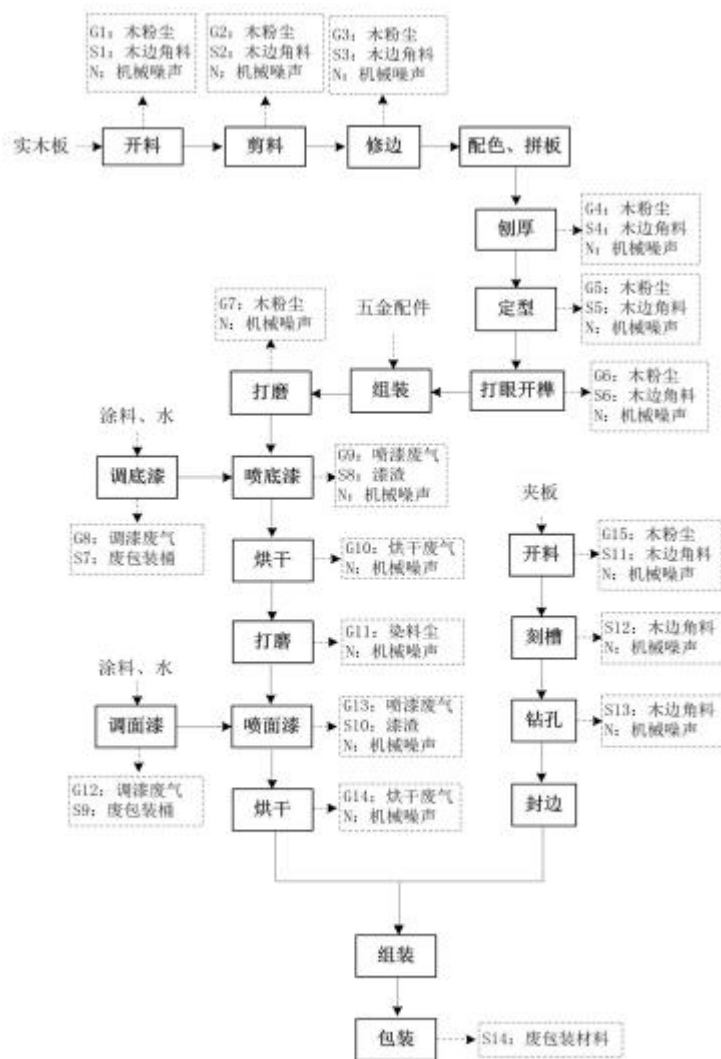 G1：木粉尘
S1：木边角料
N：机械噪声
G2：木粉尘
S2：木边角料
N：机械噪声
G3：木粉尘
S3：木边角料
N：机械噪声
实木板
开料
剪料
修边
配色、拼板
刨厚
G4：木粉尘
S4：木边角料
N：机械噪声
定型
G5：木粉尘
S5：木边角料
N：机械噪声
G7：木粉尘
N：机械噪声
五金配件
打磨
组装
打眼开榫
G6：木粉尘
S6：木边角料
N：机械噪声
涂料、水
调底漆
喷底漆
G9：喷漆废气
S8：漆渣
N：机械噪声
G8：调漆废气
S7：废包装桶
烘干
G10：烘干废气
N：机械噪声
夹板
开料
G15：木粉尘
S11：木边角料
N：机械噪声
打磨
G11：染料尘
N：机械噪声
刻槽
S12：木边角料
N：机械噪声
涂料、水
调面漆
喷面漆
G13：喷漆废气
S10：漆渣
N：机械噪声
钻孔
S13：木边角料
N：机械噪声
G12：调漆废气
S9：废包装桶
烘干
G14：烘干废气
N：机械噪声
封边
组装
包装
S14：废包装材料